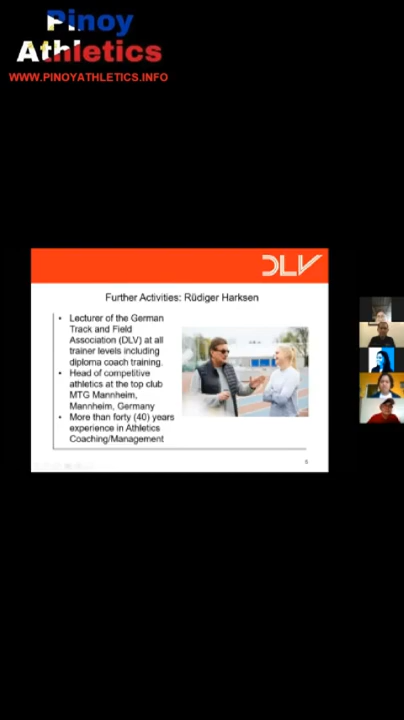 Pinoy
Athletics
WWW.PINOYATHLETICS.INFO
DLV
Further Activities: Rüdiger Harksen
• Lecturer of the German
Track and Field
Association (DLV) at all
trainer levels including
diploma coach training.
• Head of competitive
athletics at the top club
MTG Mannheim,
Mannheim, Germany
• More than forty (40) years
experience in Athletics
Coaching/Management